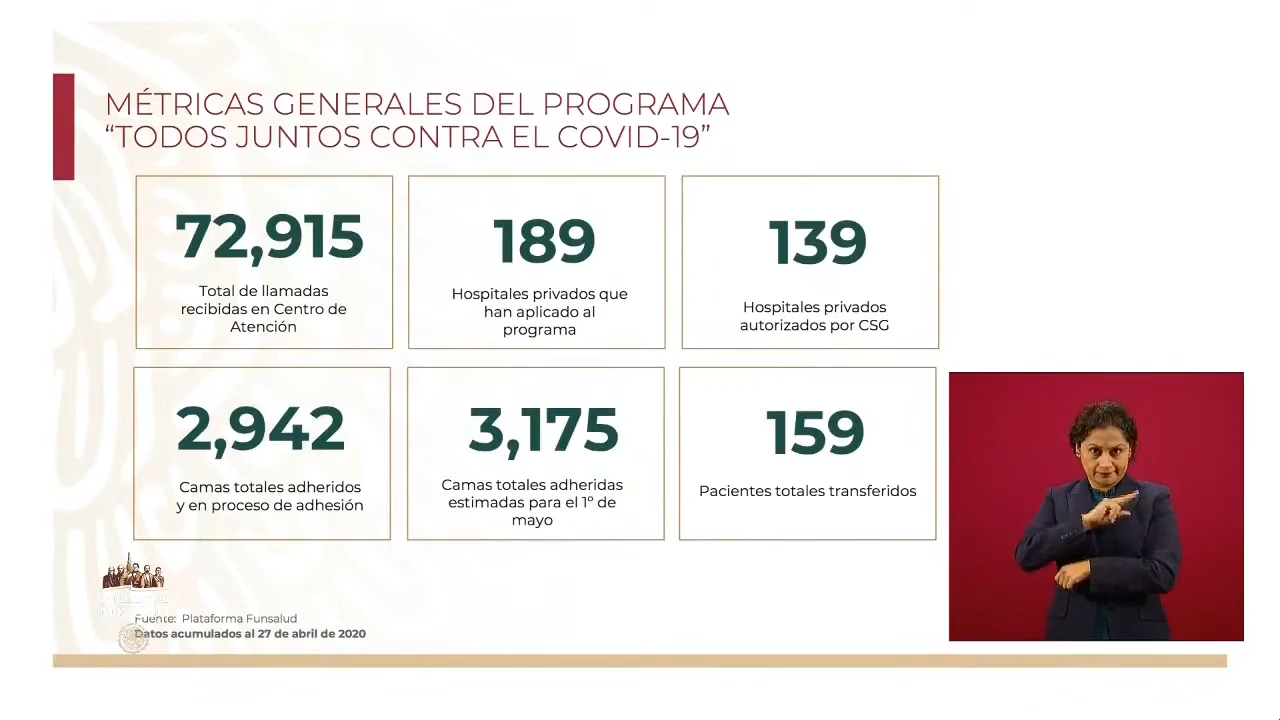 MÉTRICAS GENERALES DEL PROGRAMA
“TODOS JUNTOS CONTRA EL COVID-19”
72,915
Total de llamadas
recibidas en Centro de
Atención
189
Hospitales privados que
han aplicado al
programa
139
Hospitales privados
autorizados por CSG
2,942
Camas totales adheridos
y en proceso de adhesión
3,175
Camas totales adheridas
estimadas para el 1º de
mayo
159
Pacientes totales transferidos
Fuente: Plataforma Funsalud
Datos acumulados al 27 de abril de 2020